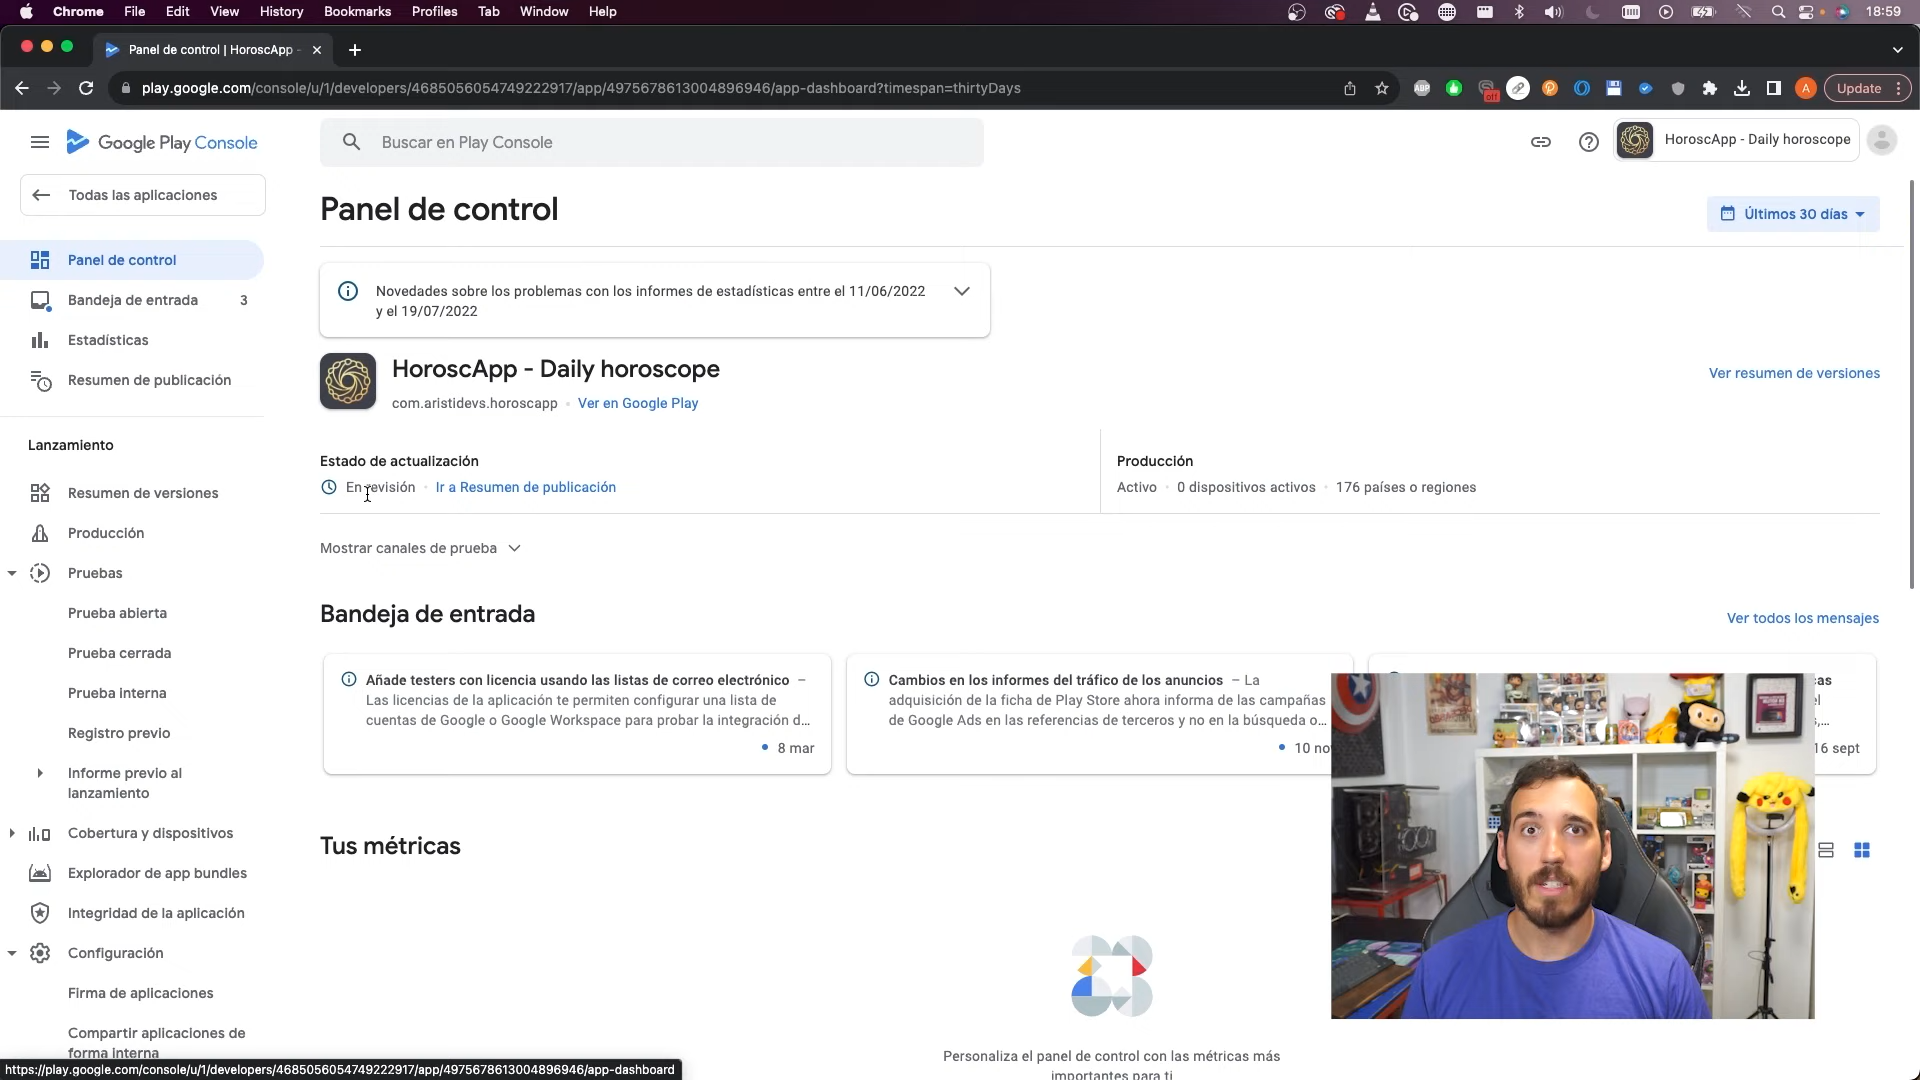 Chrome File Edit View History Bookmarks Profiles Tab Window Help 18:59
Panel de control | HoroscApp -
play.google.com/console/u/1/developers/4685056054749222917/app/4975678613004896946/app-dashboard?timespan=thirtyDays
ABP
off
A
Update
Google Play Console
Buscar en Play Console
HoroscApp - Daily horoscope
Todas las aplicaciones
Panel de control
Últimos 30 días
Panel de control
Bandeja de entrada 3
Estadísticas
Resumen de publicación
Novedades sobre los problemas con los informes de estadísticas entre el 11/06/2022
y el 19/07/2022
HoroscApp - Daily horoscope
com.aristidevs.horoscapp • Ver en Google Play
Ver resumen de versiones
Lanzamiento
Resumen de versiones
Producción
Pruebas
Prueba abierta
Prueba cerrada
Prueba interna
Registro previo
Informe previo al
lanzamiento
Cobertura y dispositivos
Explorador de app bundles
Integridad de la aplicación
Configuración
Firma de aplicaciones
Compartir aplicaciones de
forma interna
Estado de actualización
En revisión • Ir a Resumen de publicación
Producción
Activo • 0 dispositivos activos • 176 países o regiones
Mostrar canales de prueba
Bandeja de entrada
Ver todos los mensajes
Añade testers con licencia usando las listas de correo electrónico –
Las licencias de la aplicación te permiten configurar una lista de
cuentas de Google o Google Workspace para probar la integración d...
• 8 mar
Cambios en los informes del tráfico de los anuncios – La
adquisición de la ficha de Play Store ahora informa de las campañas
de Google Ads en las referencias de terceros y no en la búsqueda o...
• 10 no
16 sept
Tus métricas
Personaliza el panel de control con las métricas más
importantes para ti
https://play.google.com/console/u/1/developers/4685056054749222917/app/4975678613004896946/app-dashboard